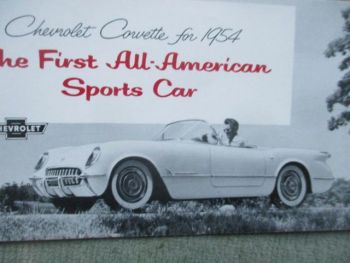 Chevrolet Corvette for 1954
he First All-American
Sports Car
CHEVROLET